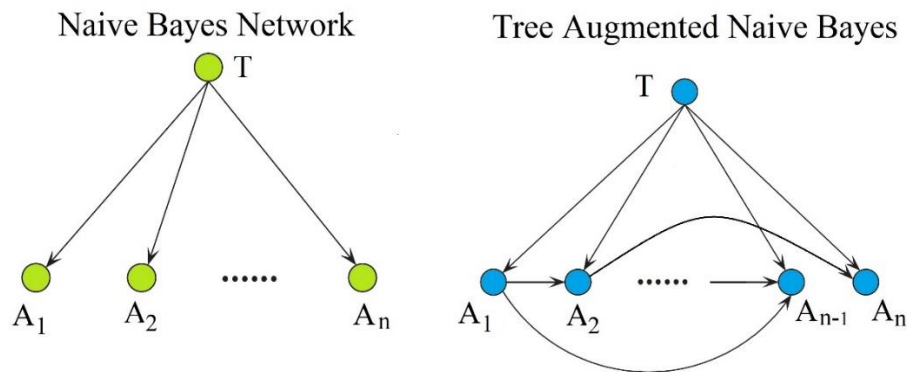 Naive Bayes Network
T
A₁
A₂
......
Aₙ
Tree Augmented Naive Bayes
T
A₁
A₂
......
Aₙ₋₁
Aₙ